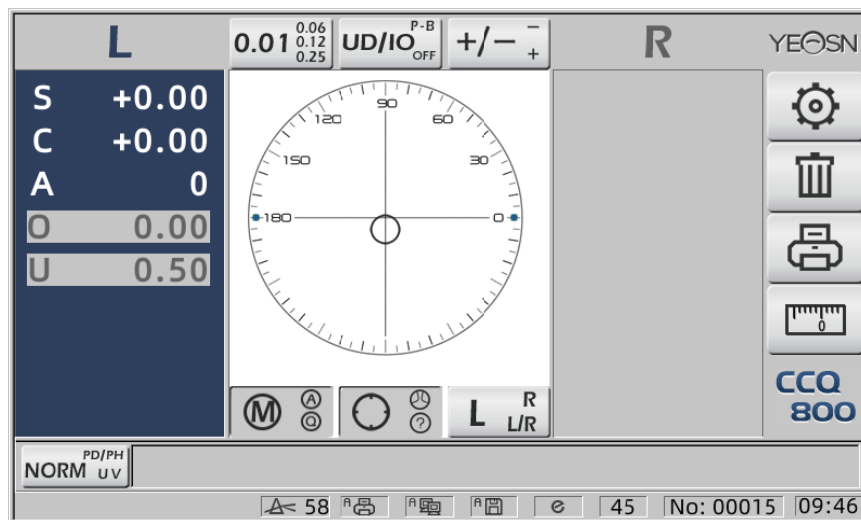 L
0.01 0.06 0.12 0.25
UD/IO P-B OFF
+/− − +
R
YEOSN
S +0.00
C +0.00
A 0
O 0.00
U 0.50
90
120 60
150 30
180 0
0
M A Q
?
L R L/R
CCQ
800
NORM PD/PH UV
58 A A A e 45 No: 00015 09:46